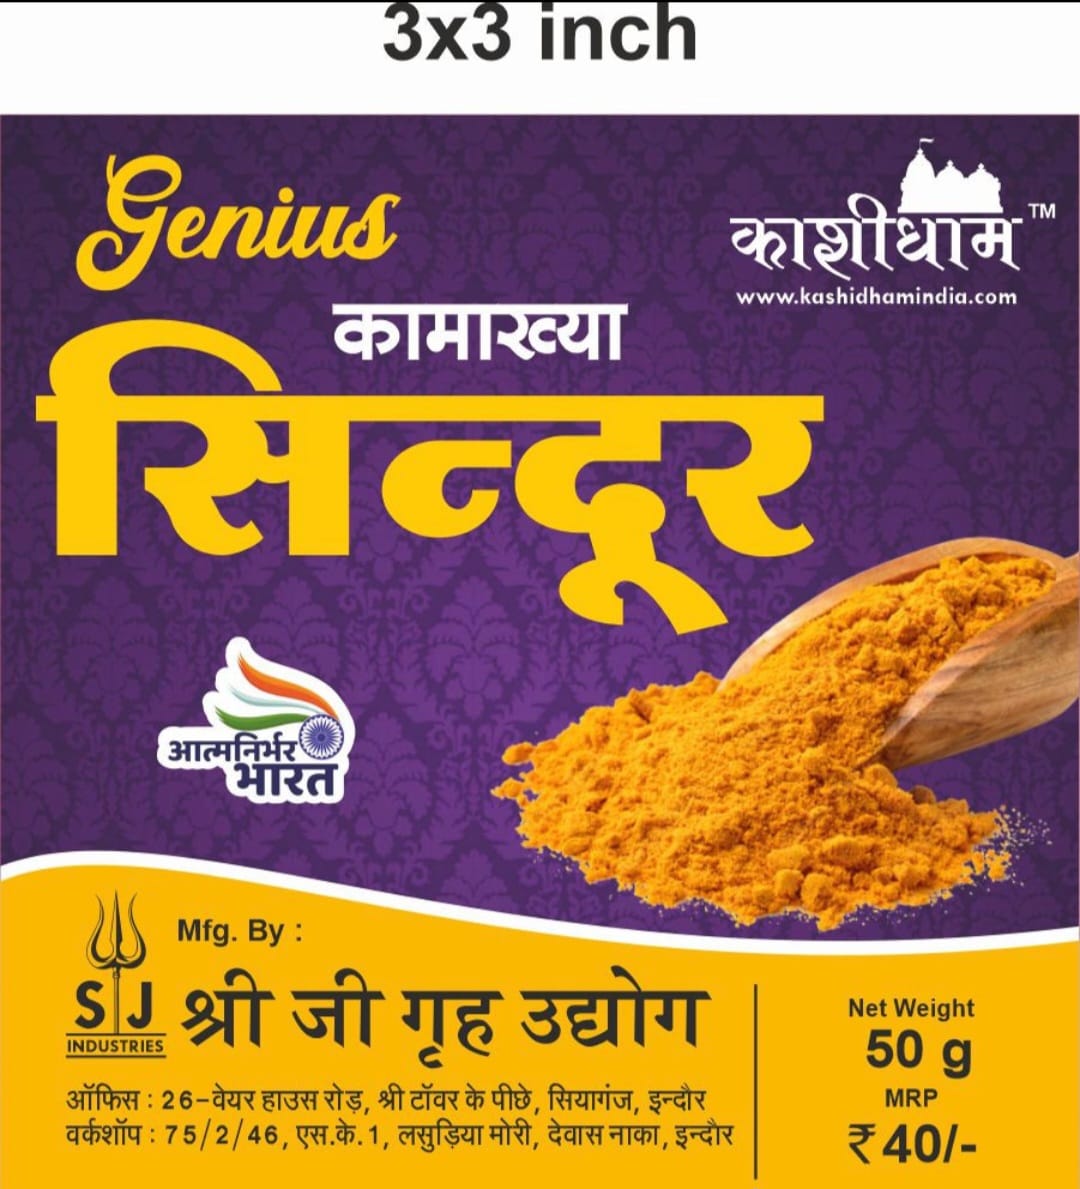 3x3 inch
Genius
काशीधाम™
www.kashidhamindia.com
कामाख्या
सिन्दूर
आत्मनिर्भर
भारत
Mfg. By :
SJ
INDUSTRIES
श्री जी गृह उद्योग
ऑफिस : 26-वेयर हाउस रोड़, श्री टॉवर के पीछे, सियागंज, इन्दौर
वर्कशॉप : 75/2/46, एस.के. 1, लसुड़िया मोरी, देवास नाका, इन्दौर
Net Weight
50 g
MRP
₹40/-